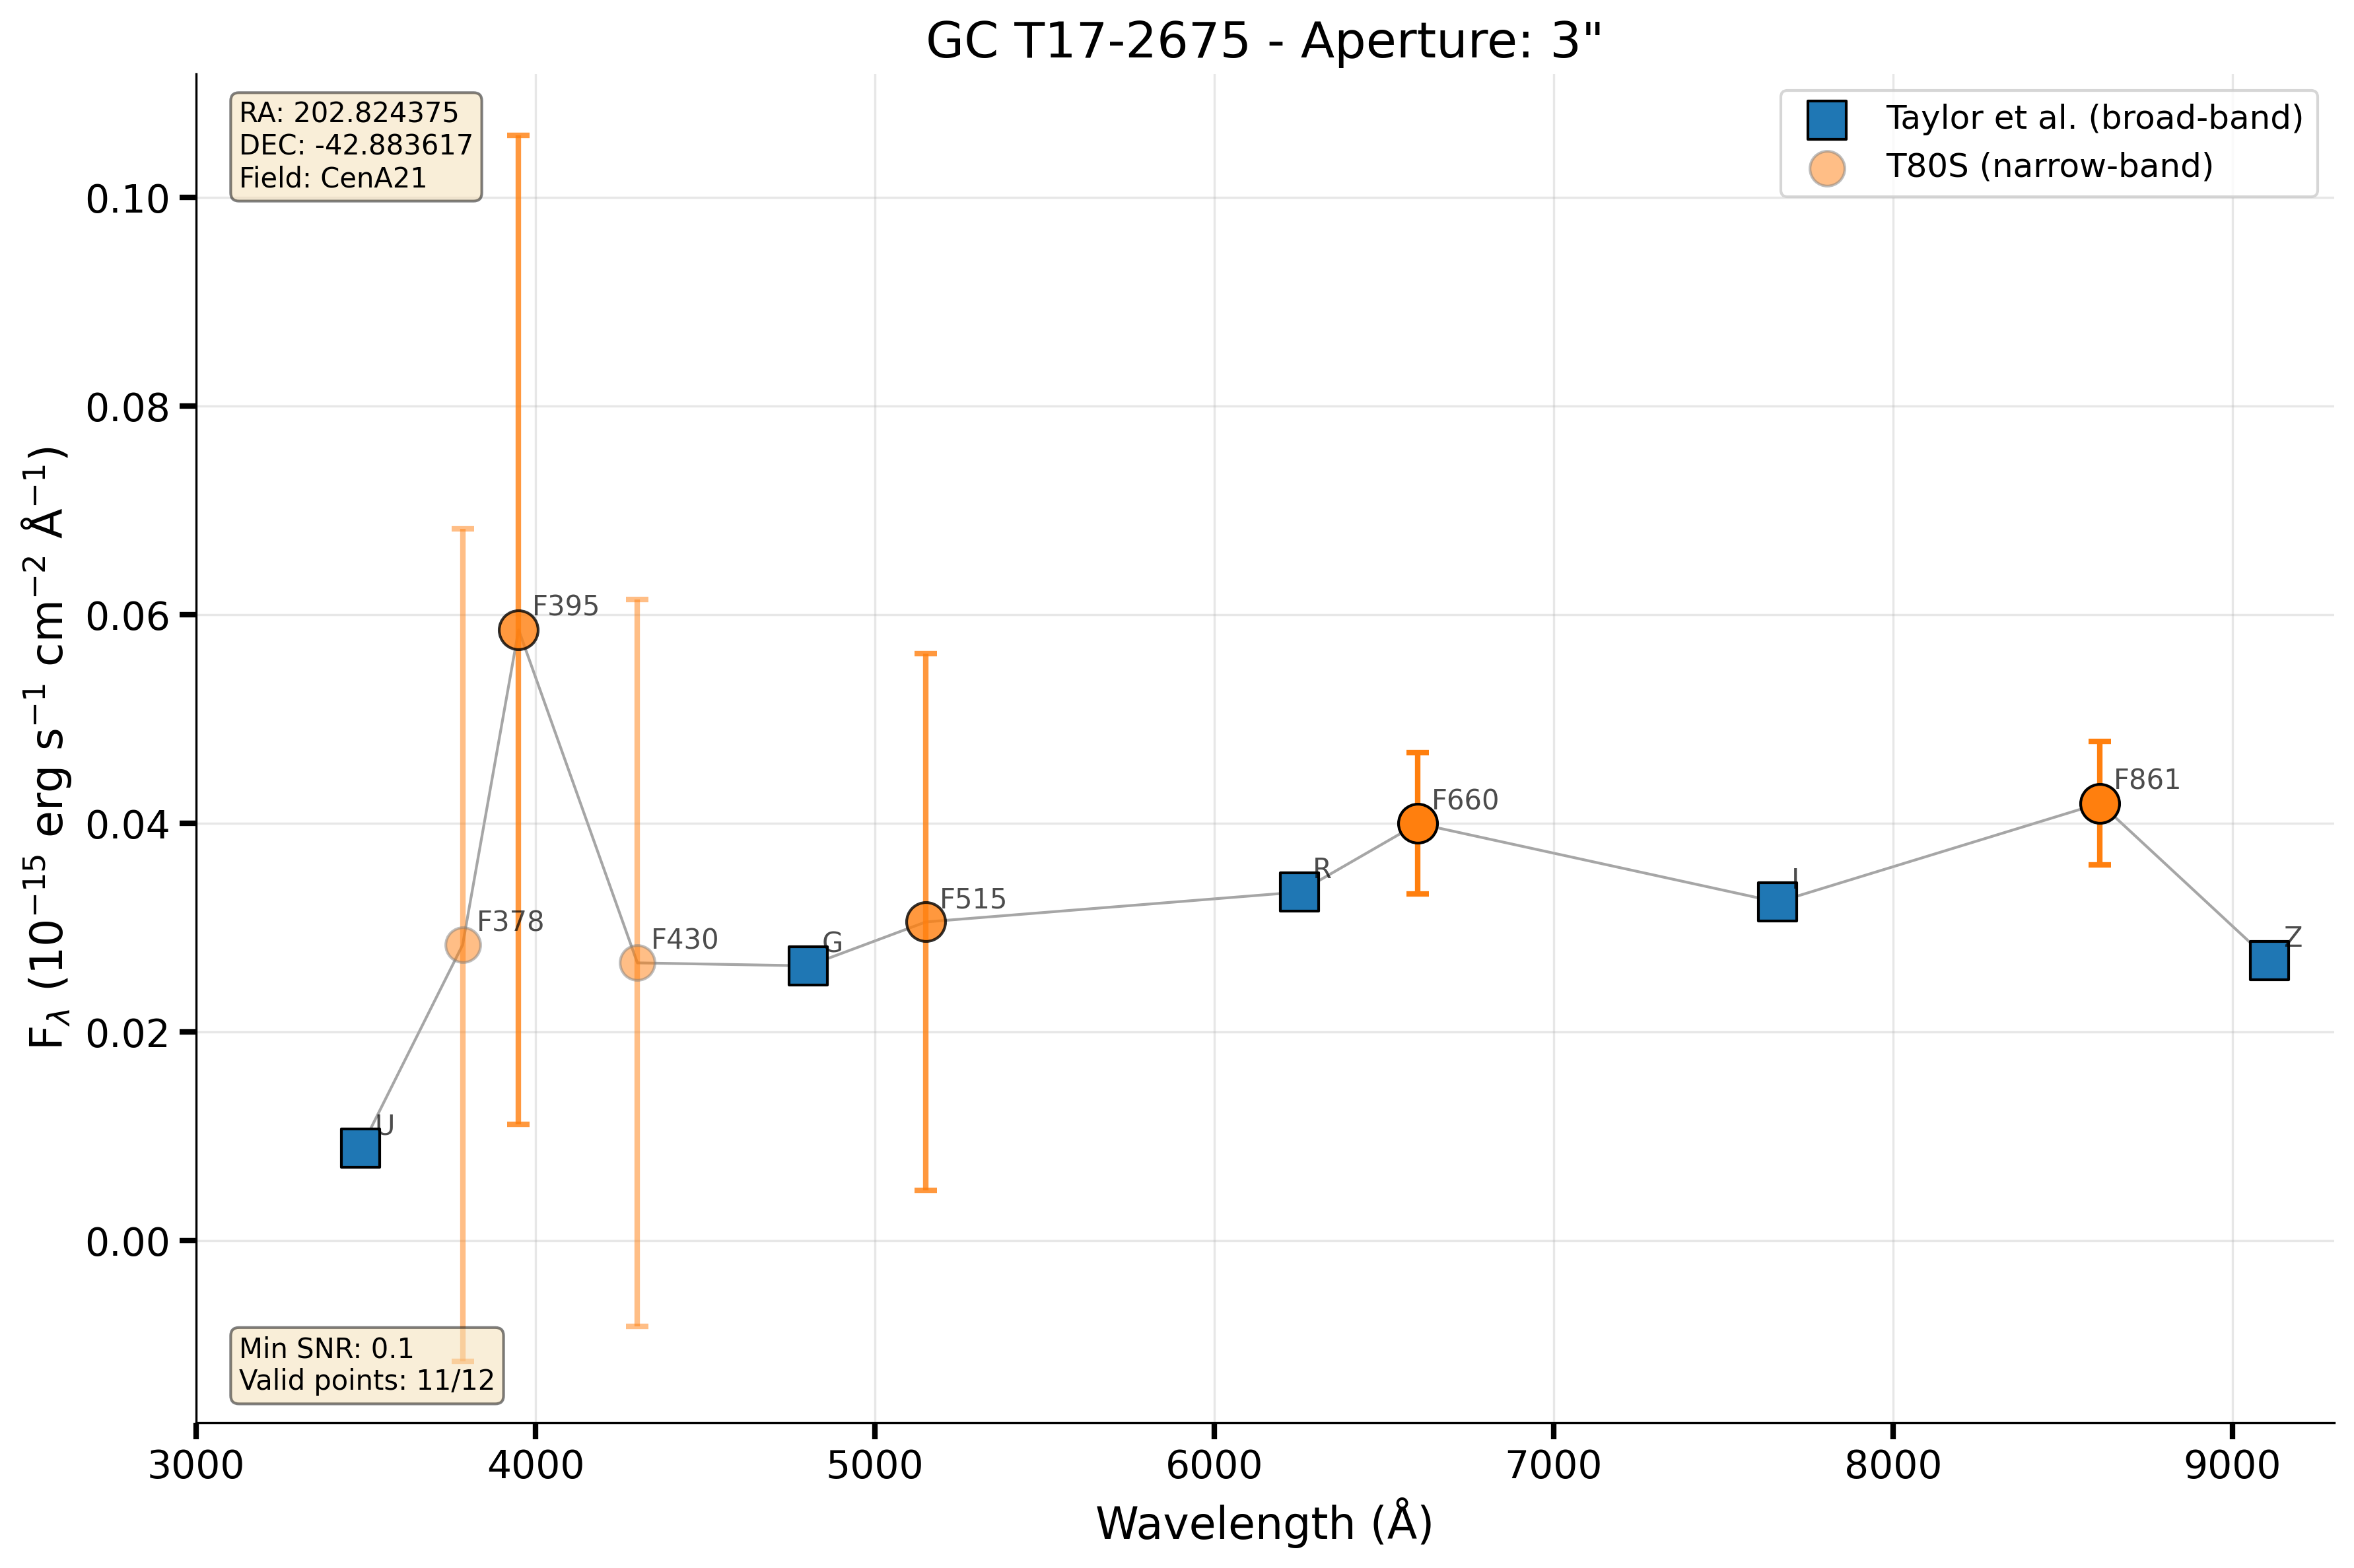 GC T17-2675 - Aperture: 3"
RA: 202.824375
DEC: -42.883617
Field: CenA21
Taylor et al. (broad-band)
T80S (narrow-band)
0.10
0.08
0.06
0.04
0.02
0.00
F$_{λ}$ (10$^{−15}$ erg s$^{−1}$ cm$^{−2}$ Å$^{−1}$)
U
F378
F395
F430
G
F515
R
F660
I
F861
Z
Min SNR: 0.1
Valid points: 11/12
3000 4000 5000 6000 7000 8000 9000
Wavelength (Å)